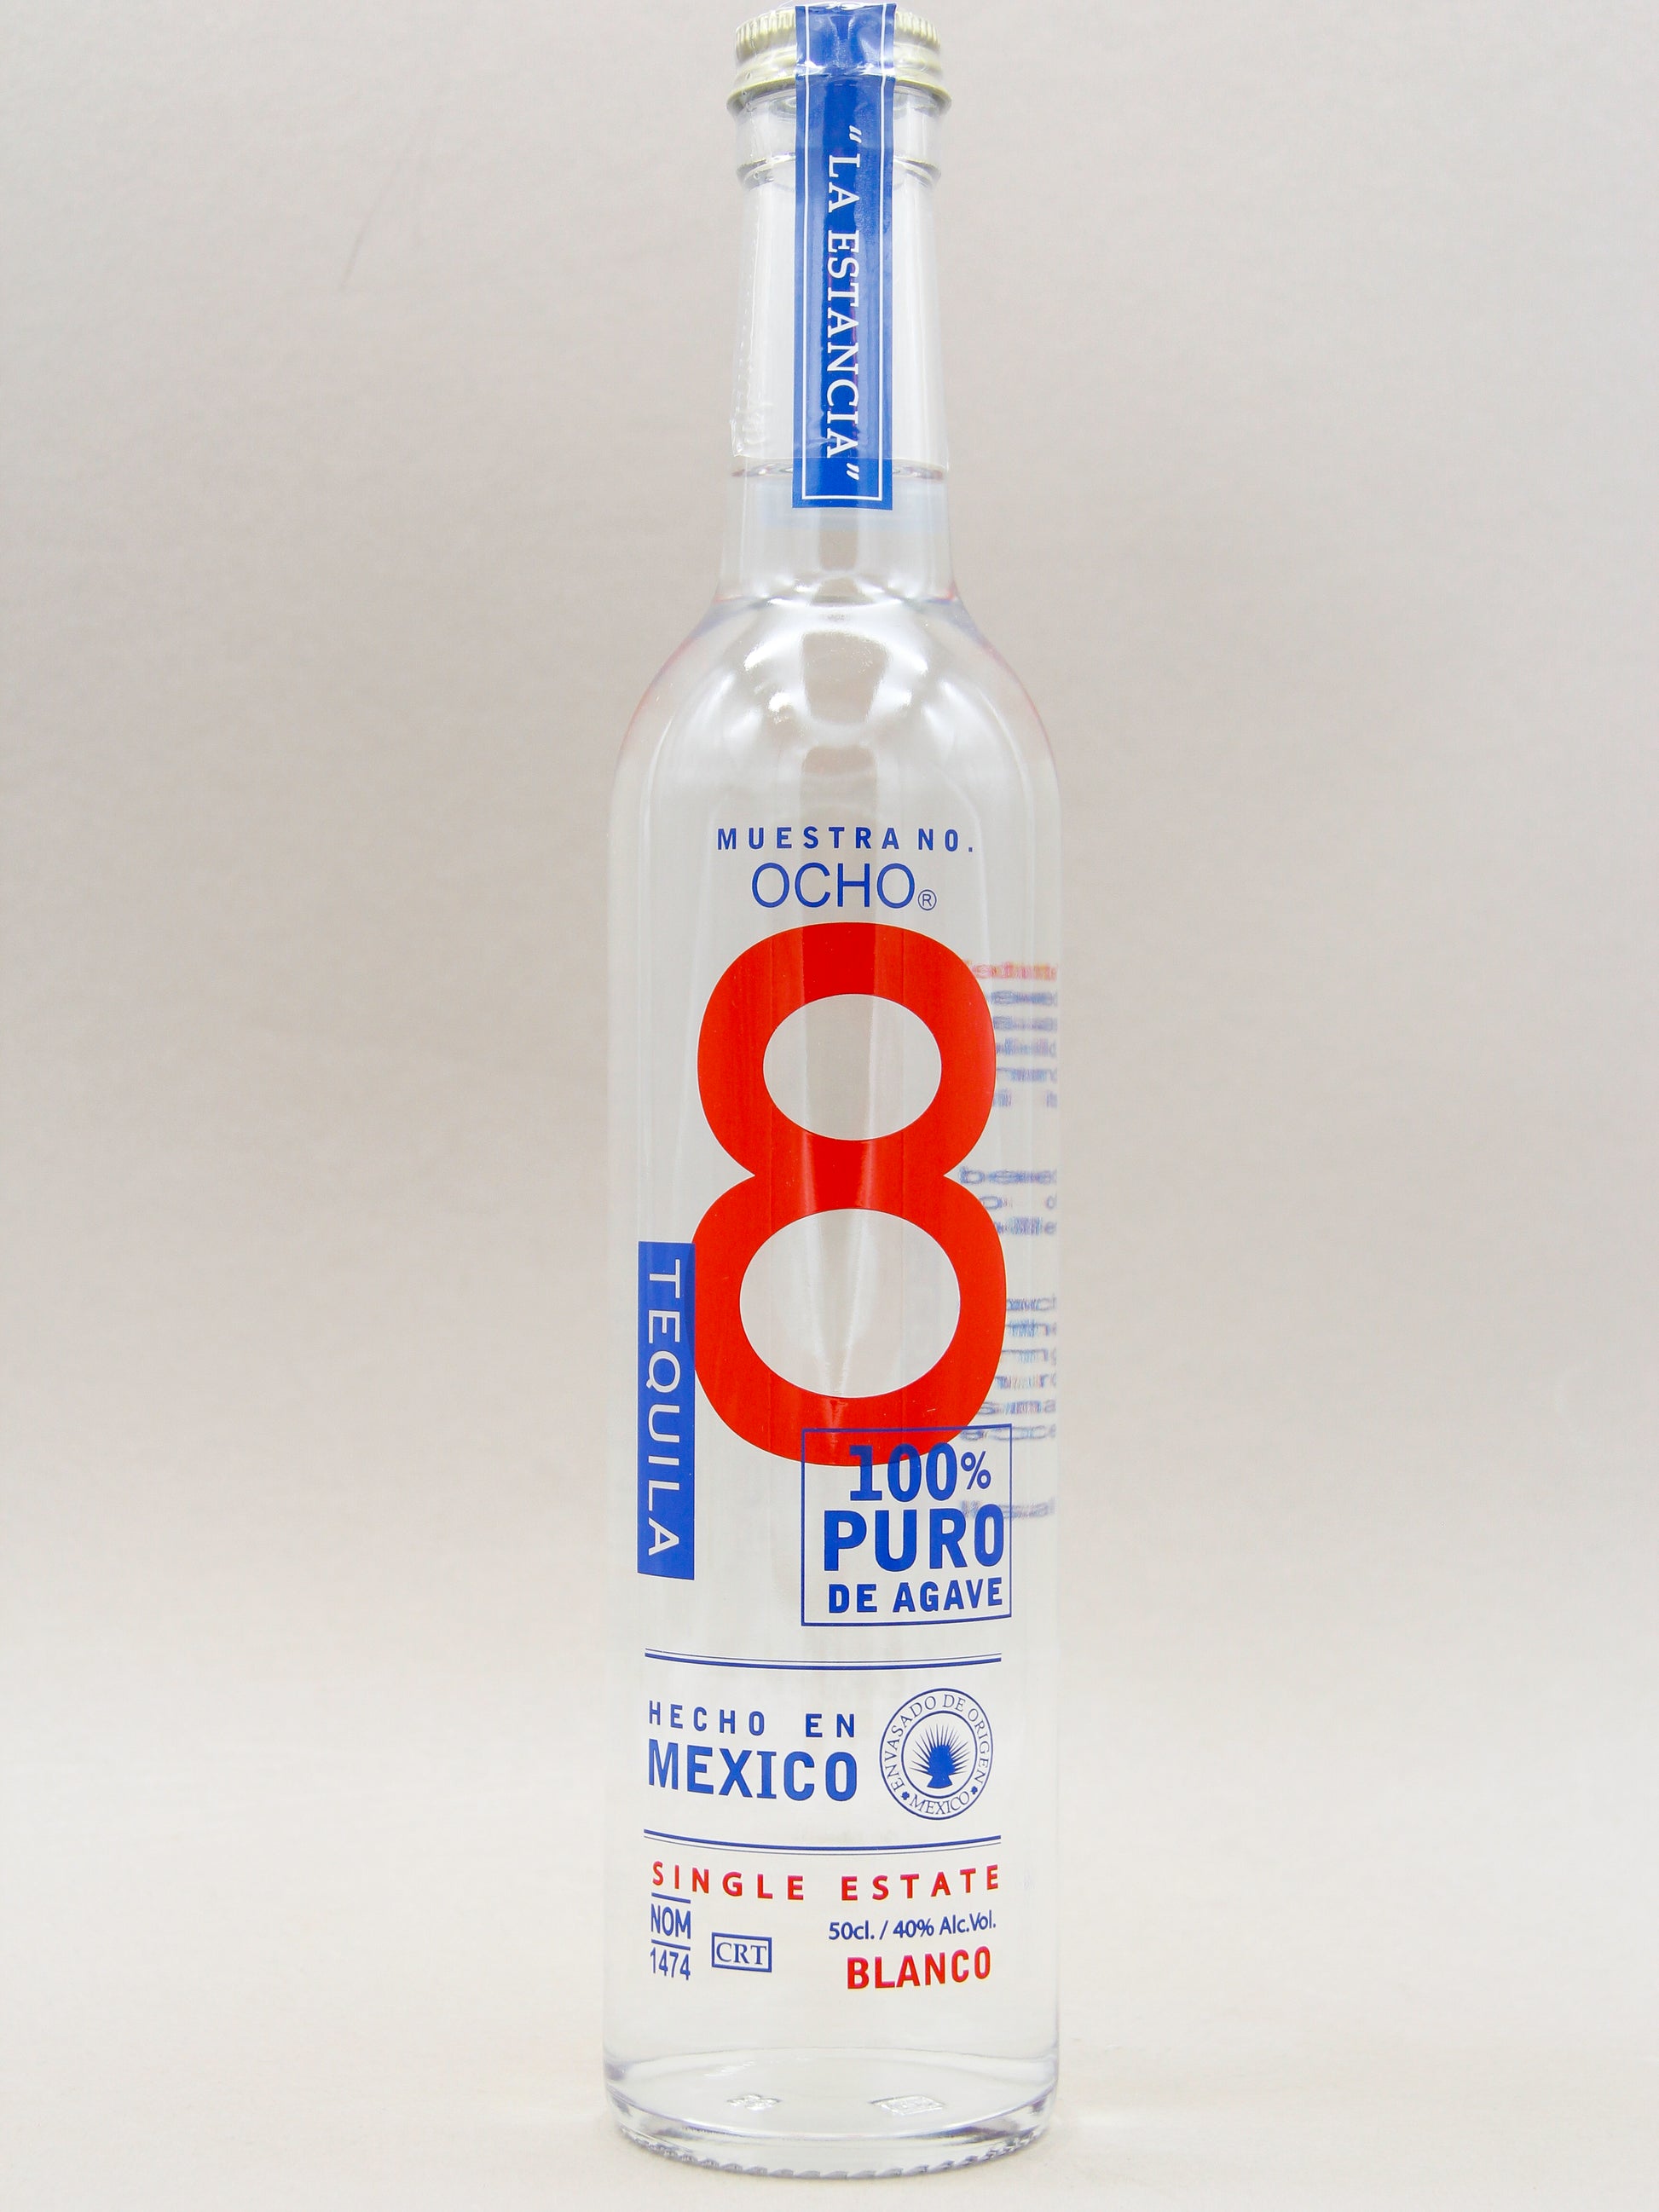 “LA ESTANCIA”
MUESTRA NO.
OCHO®
8
TEQUILA
100%
PURO
DE AGAVE
HECHO EN
MEXICO
ENVASADO DE ORIGEN
MEXICO
SINGLE ESTATE
NOM
1474
CRT
50cl. / 40% Alc.Vol.
BLANCO